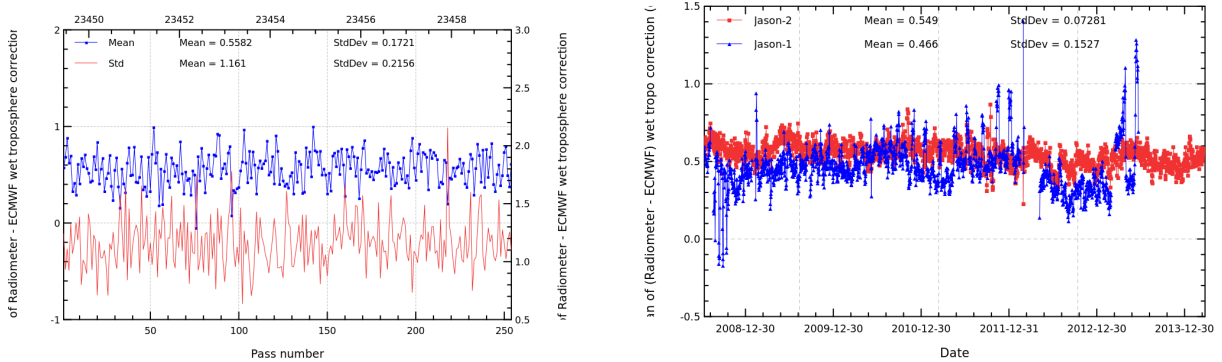 23450 23452 23454 23456 23458
2 3.0
Mean Mean = 0.5582 StdDev = 0.1721
Std Mean = 1.161 StdDev = 0.2156
2.5
1 2.0
1.5
0
1.0
-1 0.5
50 100 150 200 250
Pass number
of Radiometer - ECMWF wet troposphere correction
of Radiometer - ECMWF wet troposphere correction
an of (Radiometer - ECMWF) wet tropo correction (
1.5
Jason-2 Mean = 0.549 StdDev = 0.07281
Jason-1 Mean = 0.466 StdDev = 0.1527
1.0
0.5
0.0
-0.5
2008-12-30 2009-12-30 2010-12-30 2011-12-31 2012-12-30 2013-12-30
Date